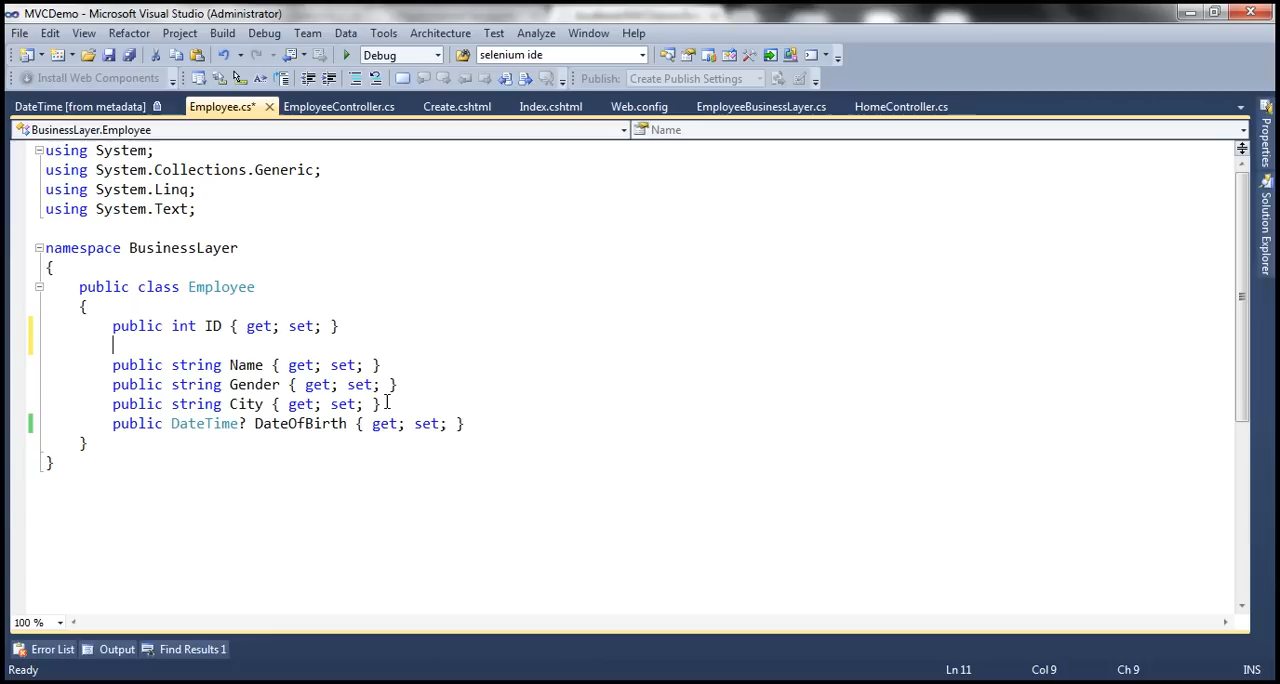 MVCDemo - Microsoft Visual Studio (Administrator)
File Edit View Refactor Project Build Debug Team Data Tools Architecture Test Analyze Window Help
Debug selenium ide
Install Web Components Publish: Create Publish Settings
DateTime [from metadata] Employee.cs* EmployeeController.cs Create.cshtml Index.cshtml Web.config EmployeeBusinessLayer.cs HomeController.cs
BusinessLayer.Employee Name
using System;
using System.Collections.Generic;
using System.Linq;
using System.Text;
namespace BusinessLayer
{
public class Employee
{
public int ID { get; set; }
public string Name { get; set; }
public string Gender { get; set; }
public string City { get; set; }
public DateTime? DateOfBirth { get; set; }
}
}
Properties
Solution Explorer
100 %
Error List Output Find Results 1
Ready Ln 11 Col 9 Ch 9 INS